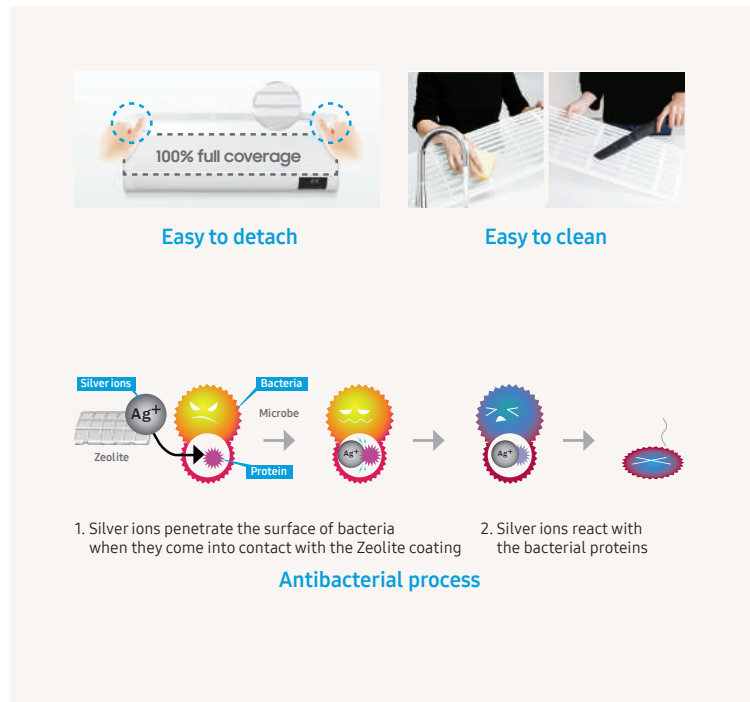 100% full coverage
Easy to detach
Easy to clean
Silver ions
Bacteria
Ag+
Microbe
Zeolite
Protein
Ag+
Ag+
1. Silver ions penetrate the surface of bacteria
when they come into contact with the Zeolite coating
2. Silver ions react with
the bacterial proteins
Antibacterial process